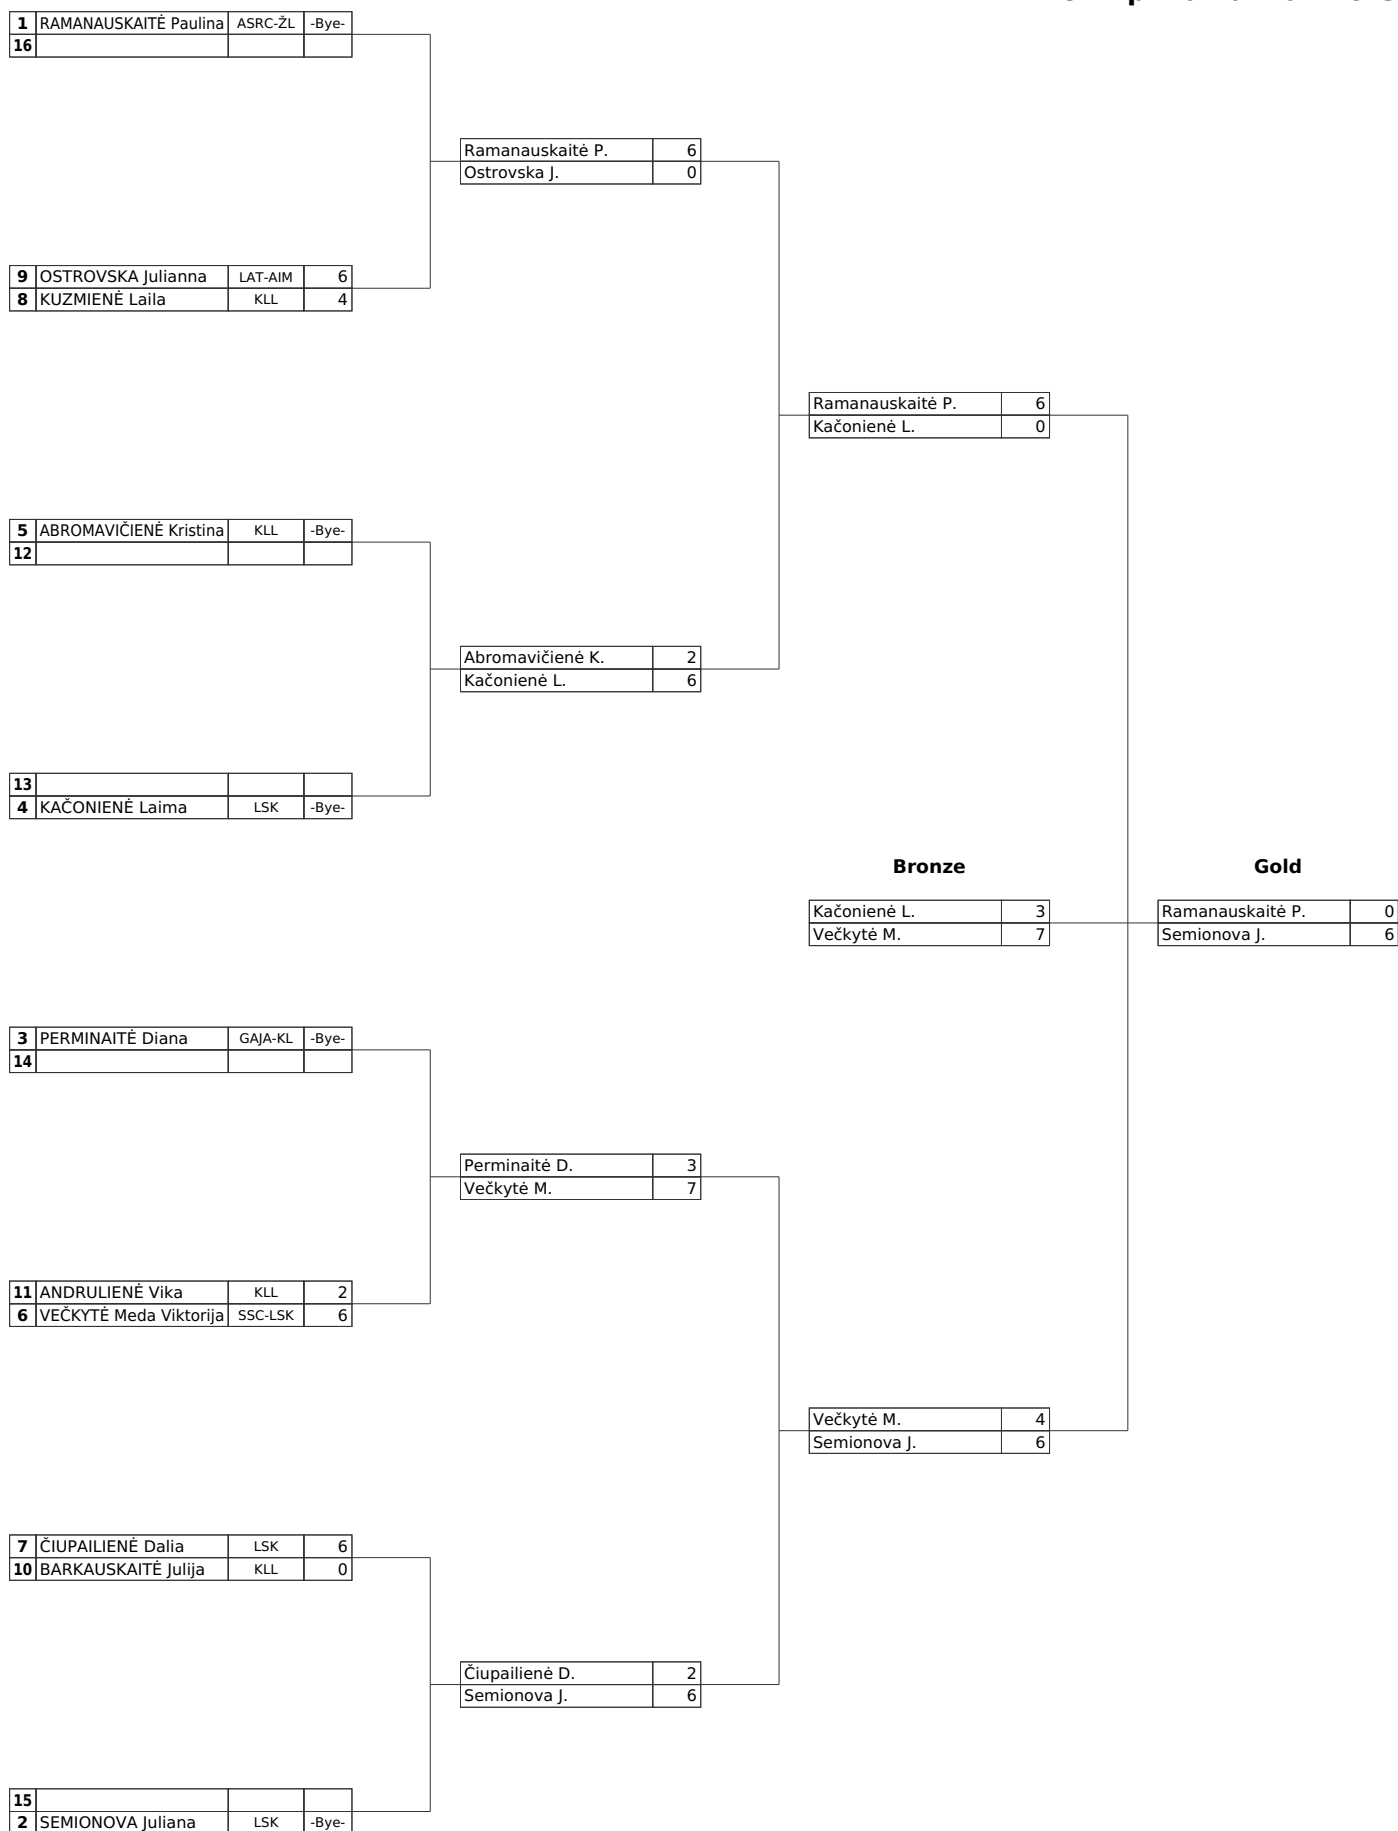 1 RAMANAUSKAITĖ Paulina ASRC-ŽL -Bye-
16
Ramanauskaitė P. 6
Ostrovska J. 0
9 OSTROVSKA Julianna LAT-AIM 6
8 KUZMIENĖ Laila KLL 4
Ramanauskaitė P. 6
Kačonienė L. 0
5 ABROMAVIČIENĖ Kristina KLL -Bye-
12
Abromavičienė K. 2
Kačonienė L. 6
13
4 KAČONIENĖ Laima LSK -Bye-
Bronze Gold
Kačonienė L. 3 Ramanauskaitė P. 0
Večkytė M. 7 Semionova J. 6
3 PERMINAITĖ Diana GAJA-KL -Bye-
14
Perminaitė D. 3
Večkytė M. 7
11 ANDRULIENĖ Vika KLL 2
6 VEČKYTĖ Meda Viktorija SSC-LSK 6
Večkytė M. 4
Semionova J. 6
7 ČIUPAILIENĖ Dalia LSK 6
10 BARKAUSKAITĖ Julija KLL 0
Čiupailienė D. 2
Semionova J. 6
15
2 SEMIONOVA Juliana LSK -Bye-